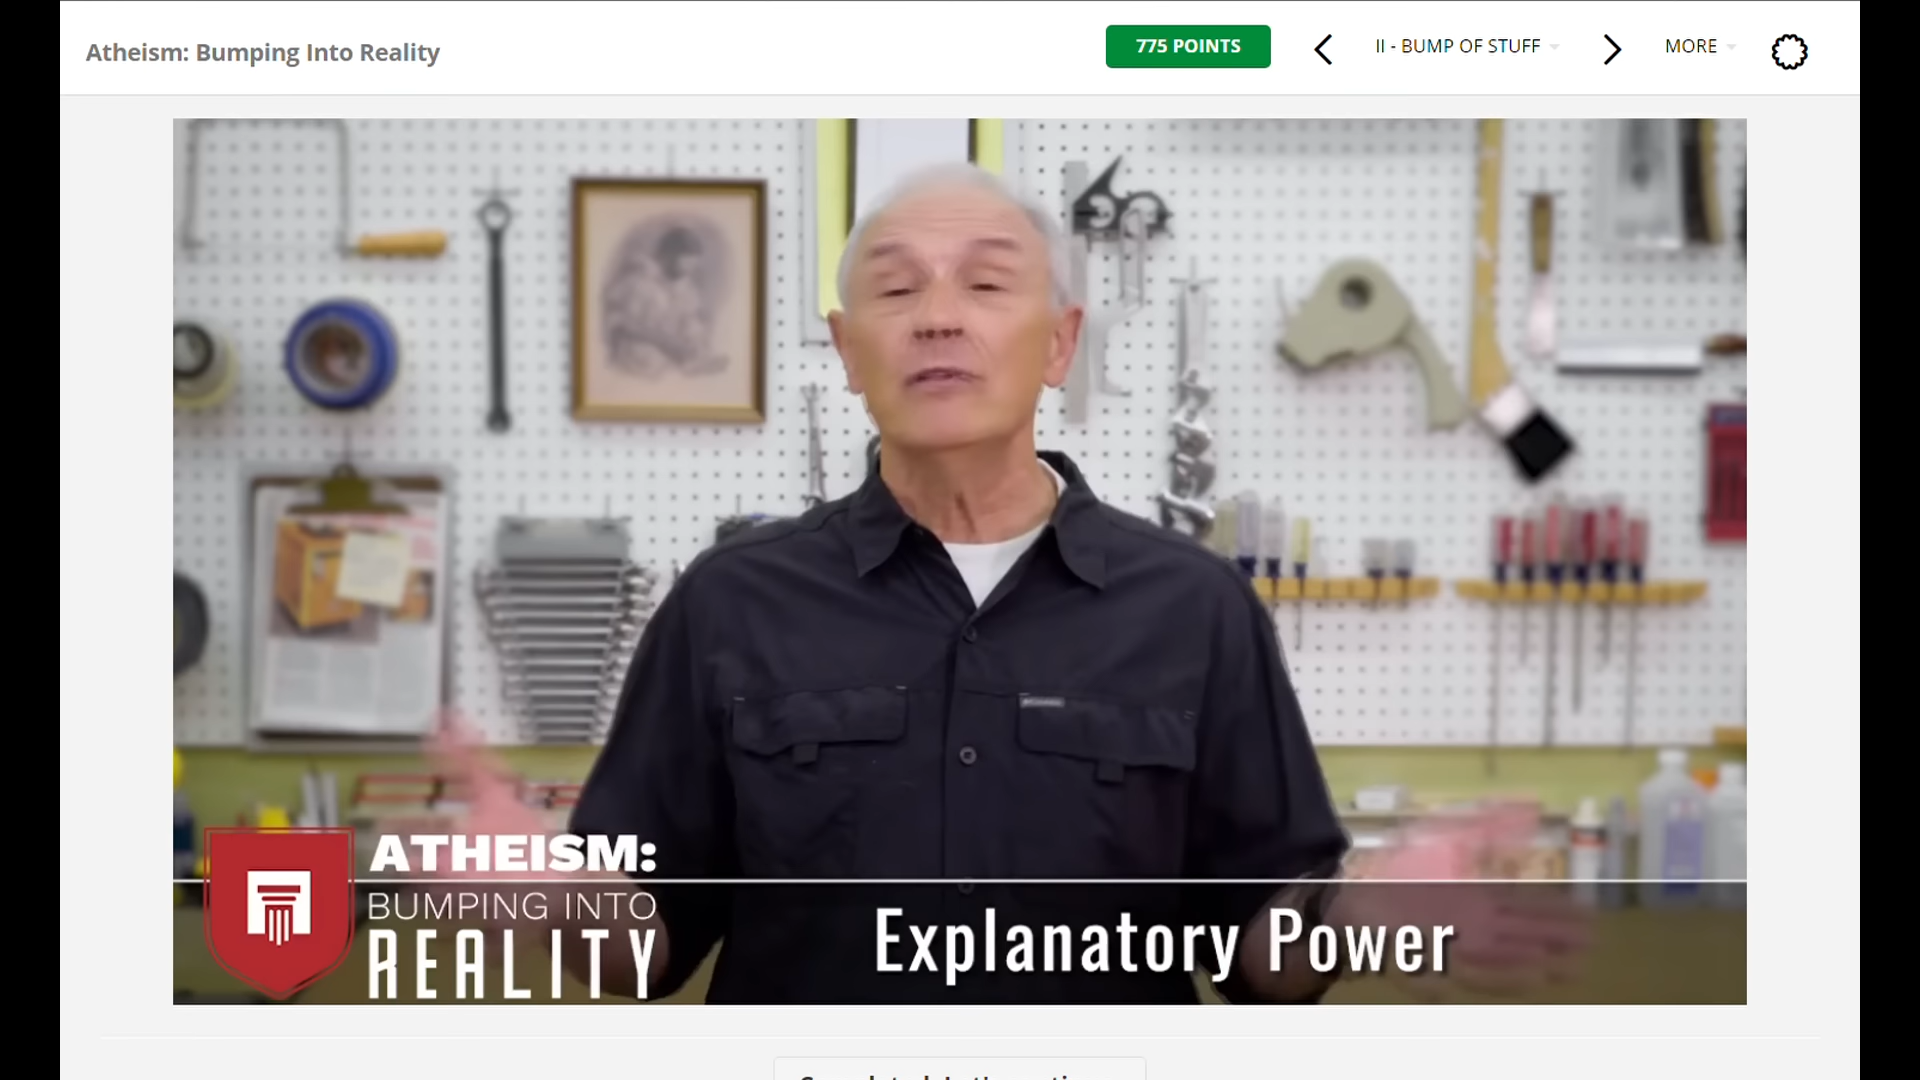 Atheism: Bumping Into Reality
775 POINTS
II - BUMP OF STUFF
MORE
ATHEISM:
BUMPING INTO
REALITY
Explanatory Power